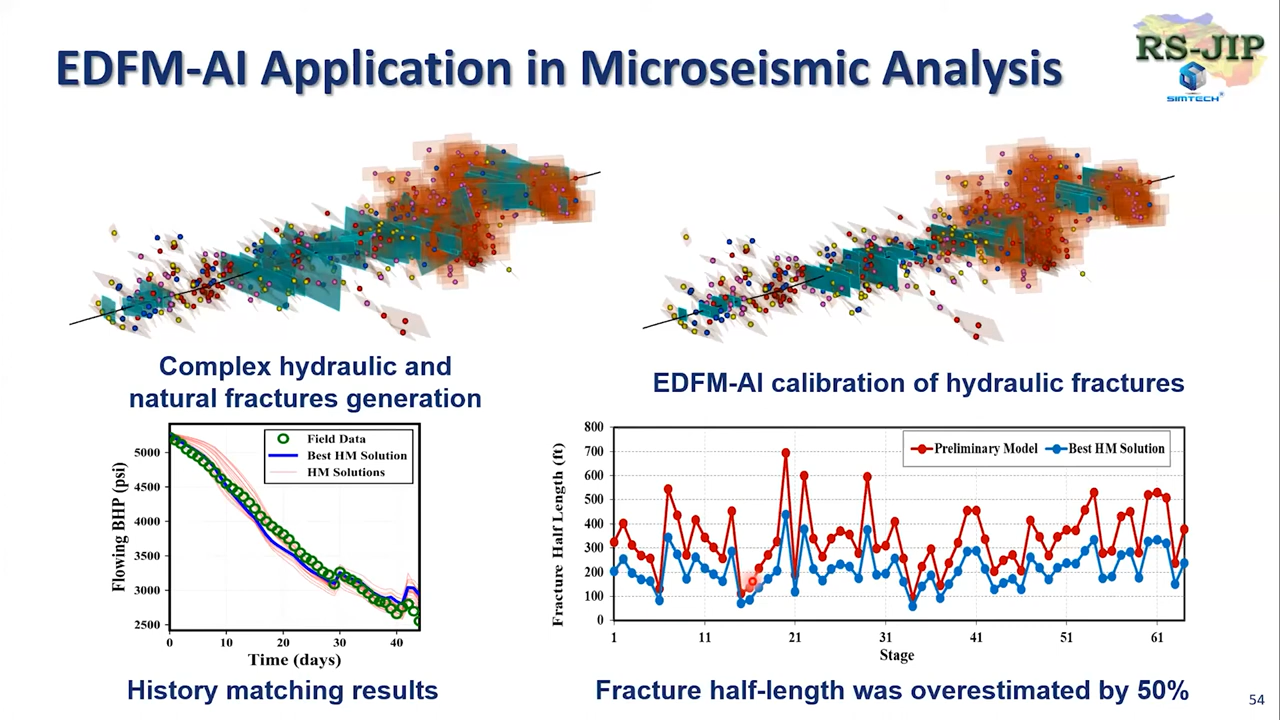 EDFM-AI Application in Microseismic Analysis
RS-JIP
SIMTECH
Complex hydraulic and
natural fractures generation
EDFM-AI calibration of hydraulic fractures
Flowing BHP (psi)
5000
4500
4000
3500
3000
2500
Field Data
Best HM Solution
HM Solutions
0 10 20 30 40
Time (days)
History matching results
Fracture Half Length (ft)
800
700
600
500
400
300
200
100
0
Preliminary Model Best HM Solution
1 11 21 31 41 51 61
Stage
Fracture half-length was overestimated by 50%
54